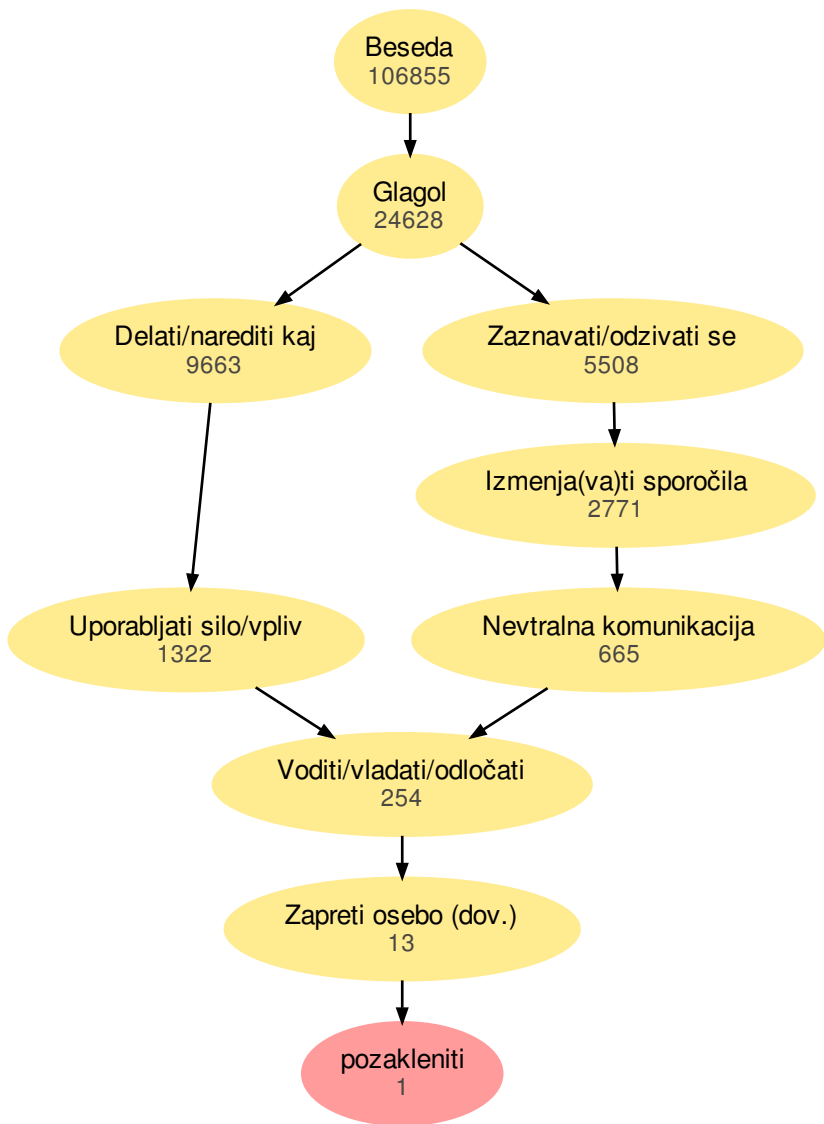 Beseda
106855
Glagol
24628
Delati/narediti kaj
9663
Zaznavati/odzivati se
5508
Izmenja(va)ti sporočila
2771
Uporabljati silo/vpliv
1322
Nevtralna komunikacija
665
Voditi/vladati/odločati
254
Zapreti osebo (dov.)
13
pozakleniti
1